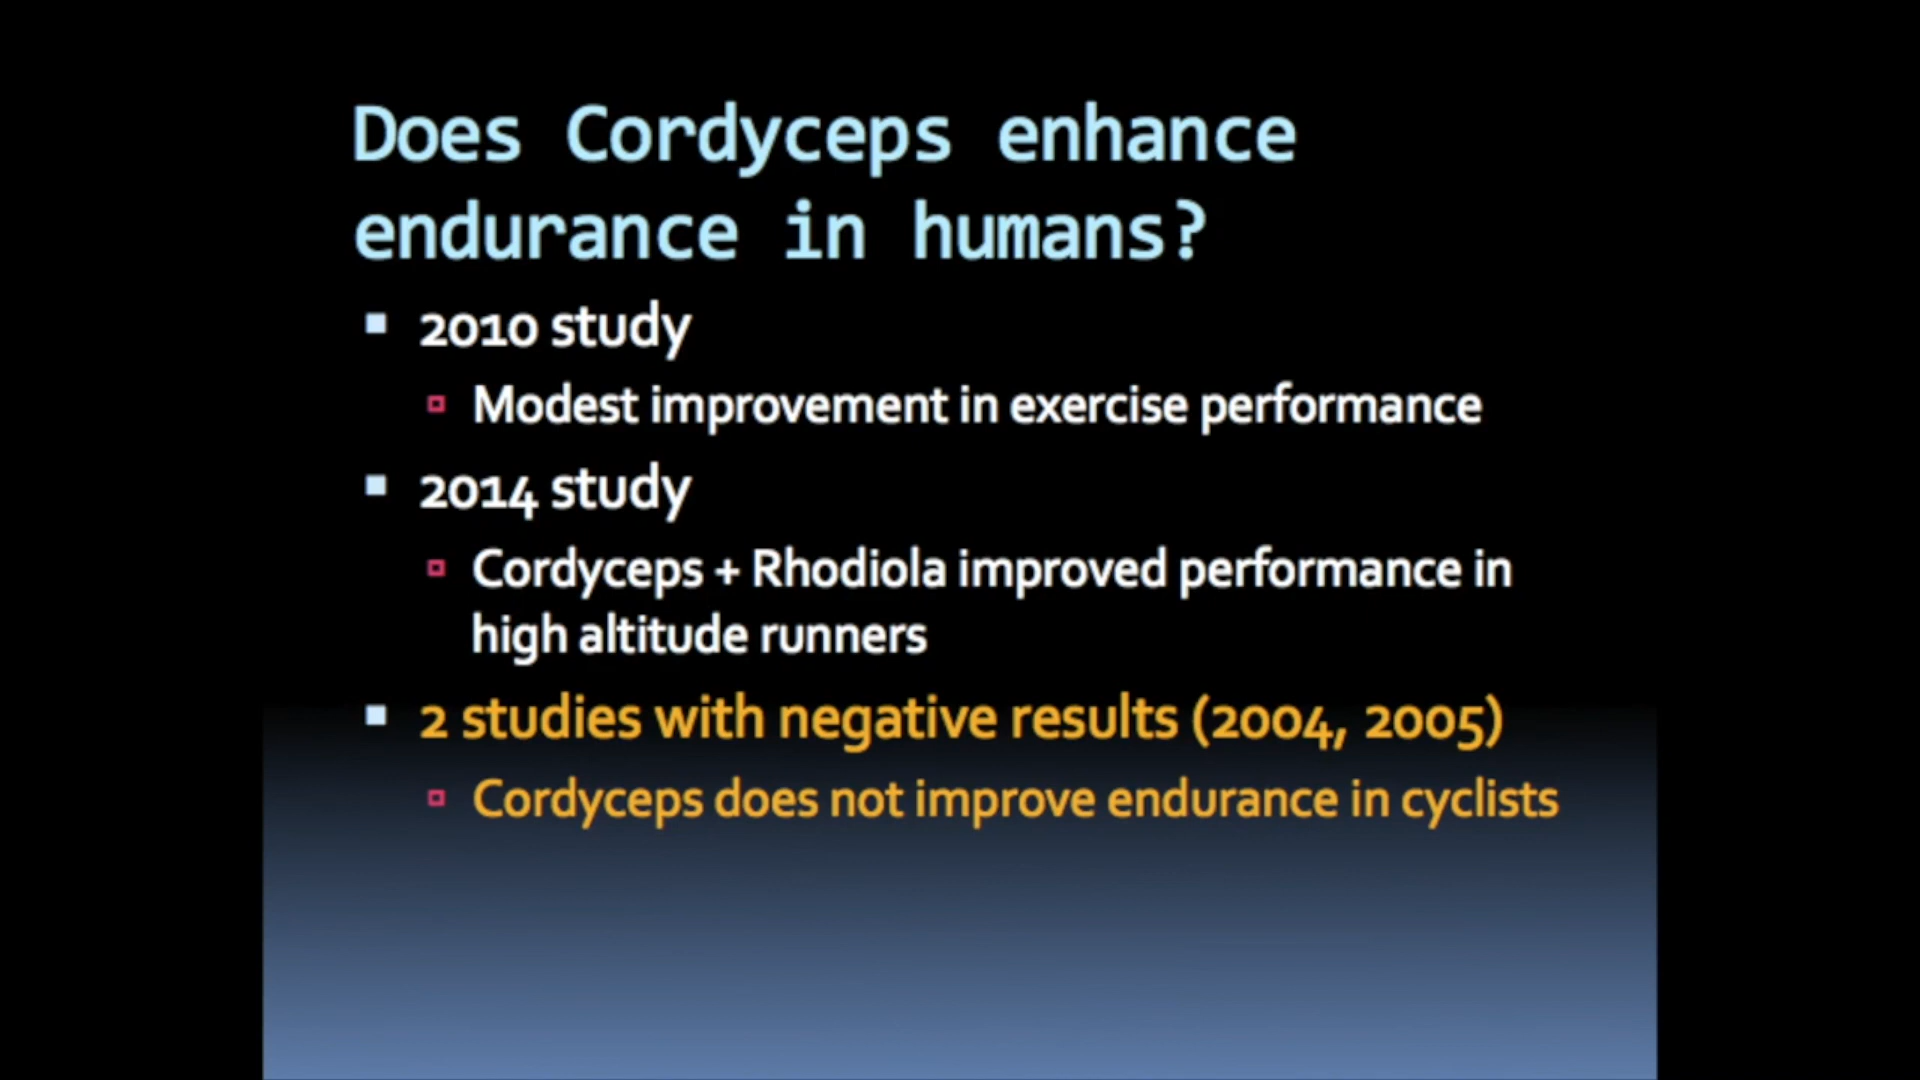 Does Cordyceps enhance
endurance in humans?
2010 study
Modest improvement in exercise performance
2014 study
Cordyceps + Rhodiola improved performance in
high altitude runners
2 studies with negative results (2004, 2005)
Cordyceps does not improve endurance in cyclists